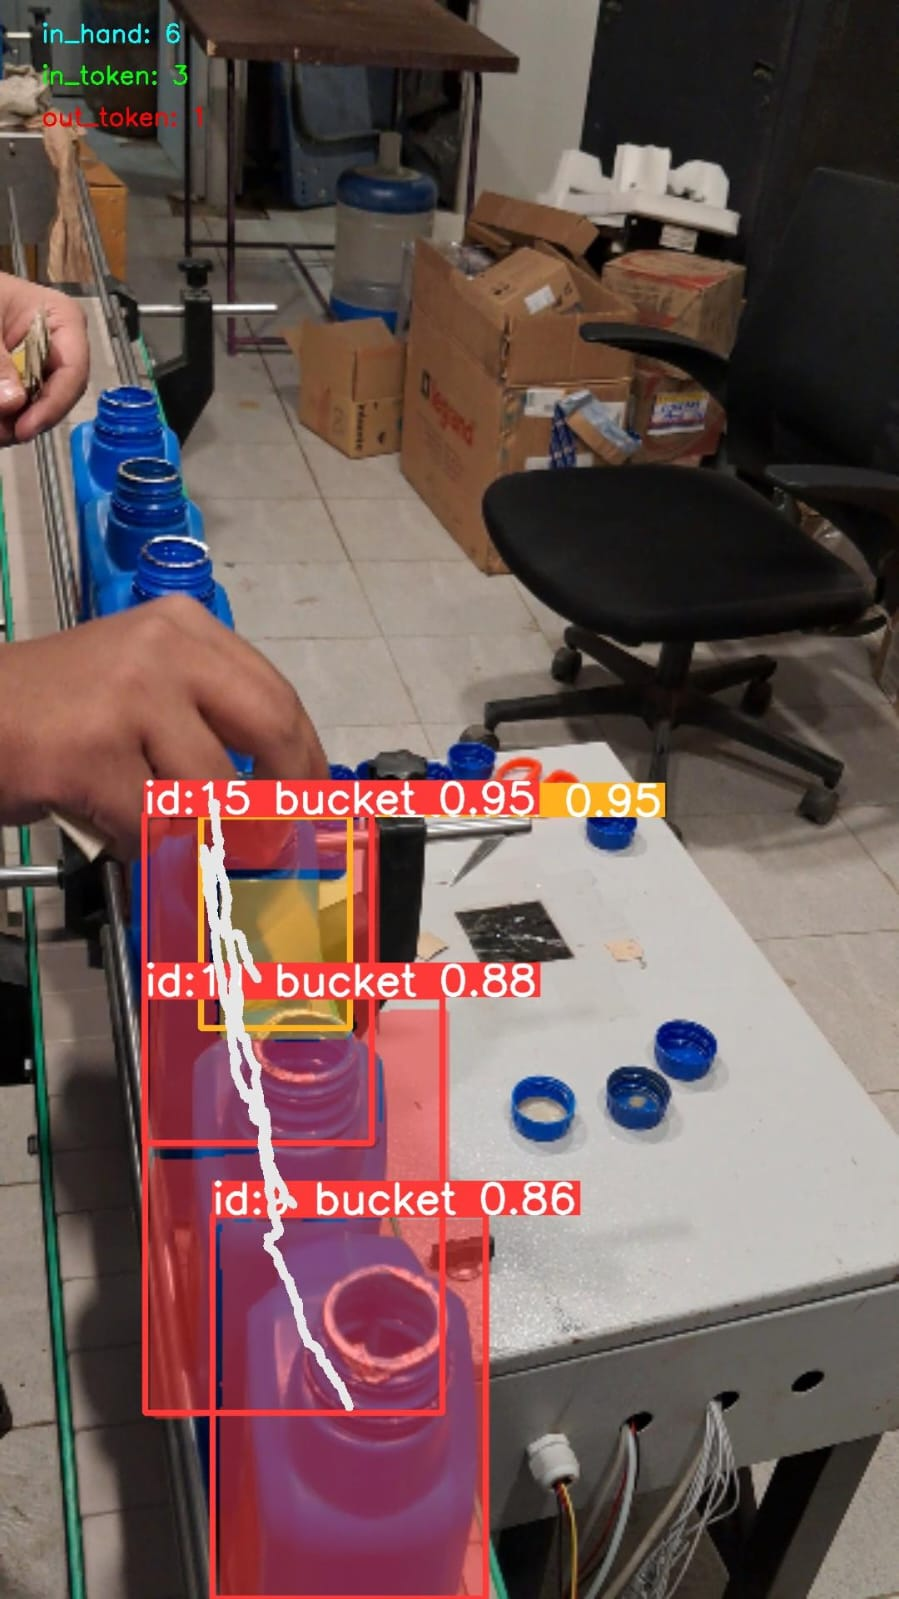 in_hand: 6
in_token: 3
out_token: 1
legrand
id:15 bucket 0.95
0.95
bucket 0.88
bucket 0.86